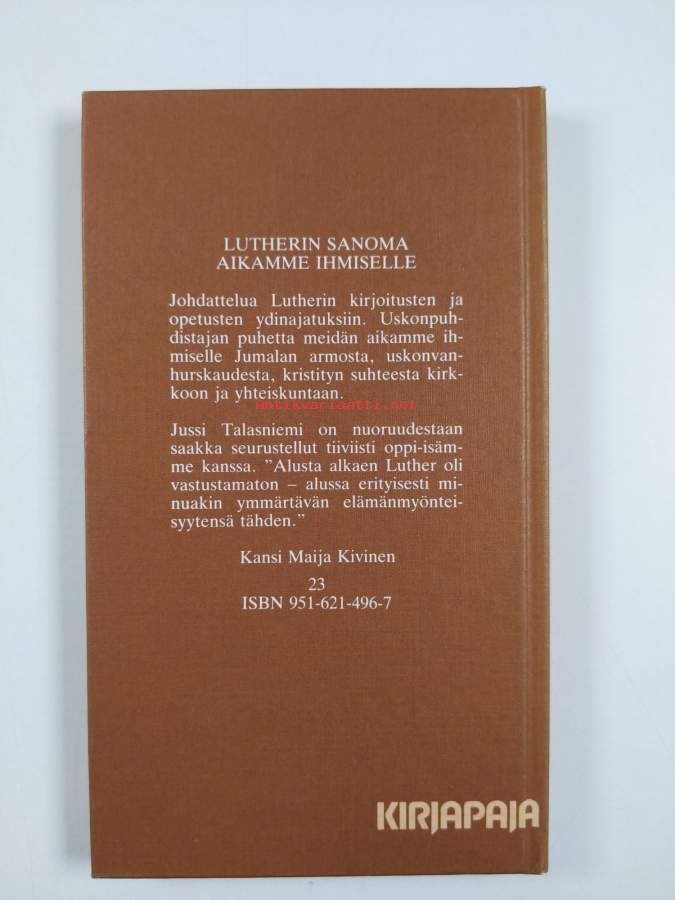 LUTHERIN SANOMA
AIKAMME IHMISELLE
Johdattelua Lutherin kirjoitusten ja
opetusten ydinajatuksiin. Uskonpuh-
distajan puhetta meidän aikamme ih-
miselle Jumalan armosta, uskonvan-
hurskaudesta, kristityn suhteesta kirk-
koon ja yhteiskuntaan.
antikvariaatti.net
Jussi Talasniemi on nuoruudestaan
saakka seurustellut tiiviisti oppi-isäm-
me kanssa. ”Alusta alkaen Luther oli
vastustamaton – alussa erityisesti mi-
nuakin ymmärtävän elämänmyöntei-
syytensä tähden.”
Kansi Maija Kivinen
23
ISBN 951-621-496-7
KIRJAPAJA